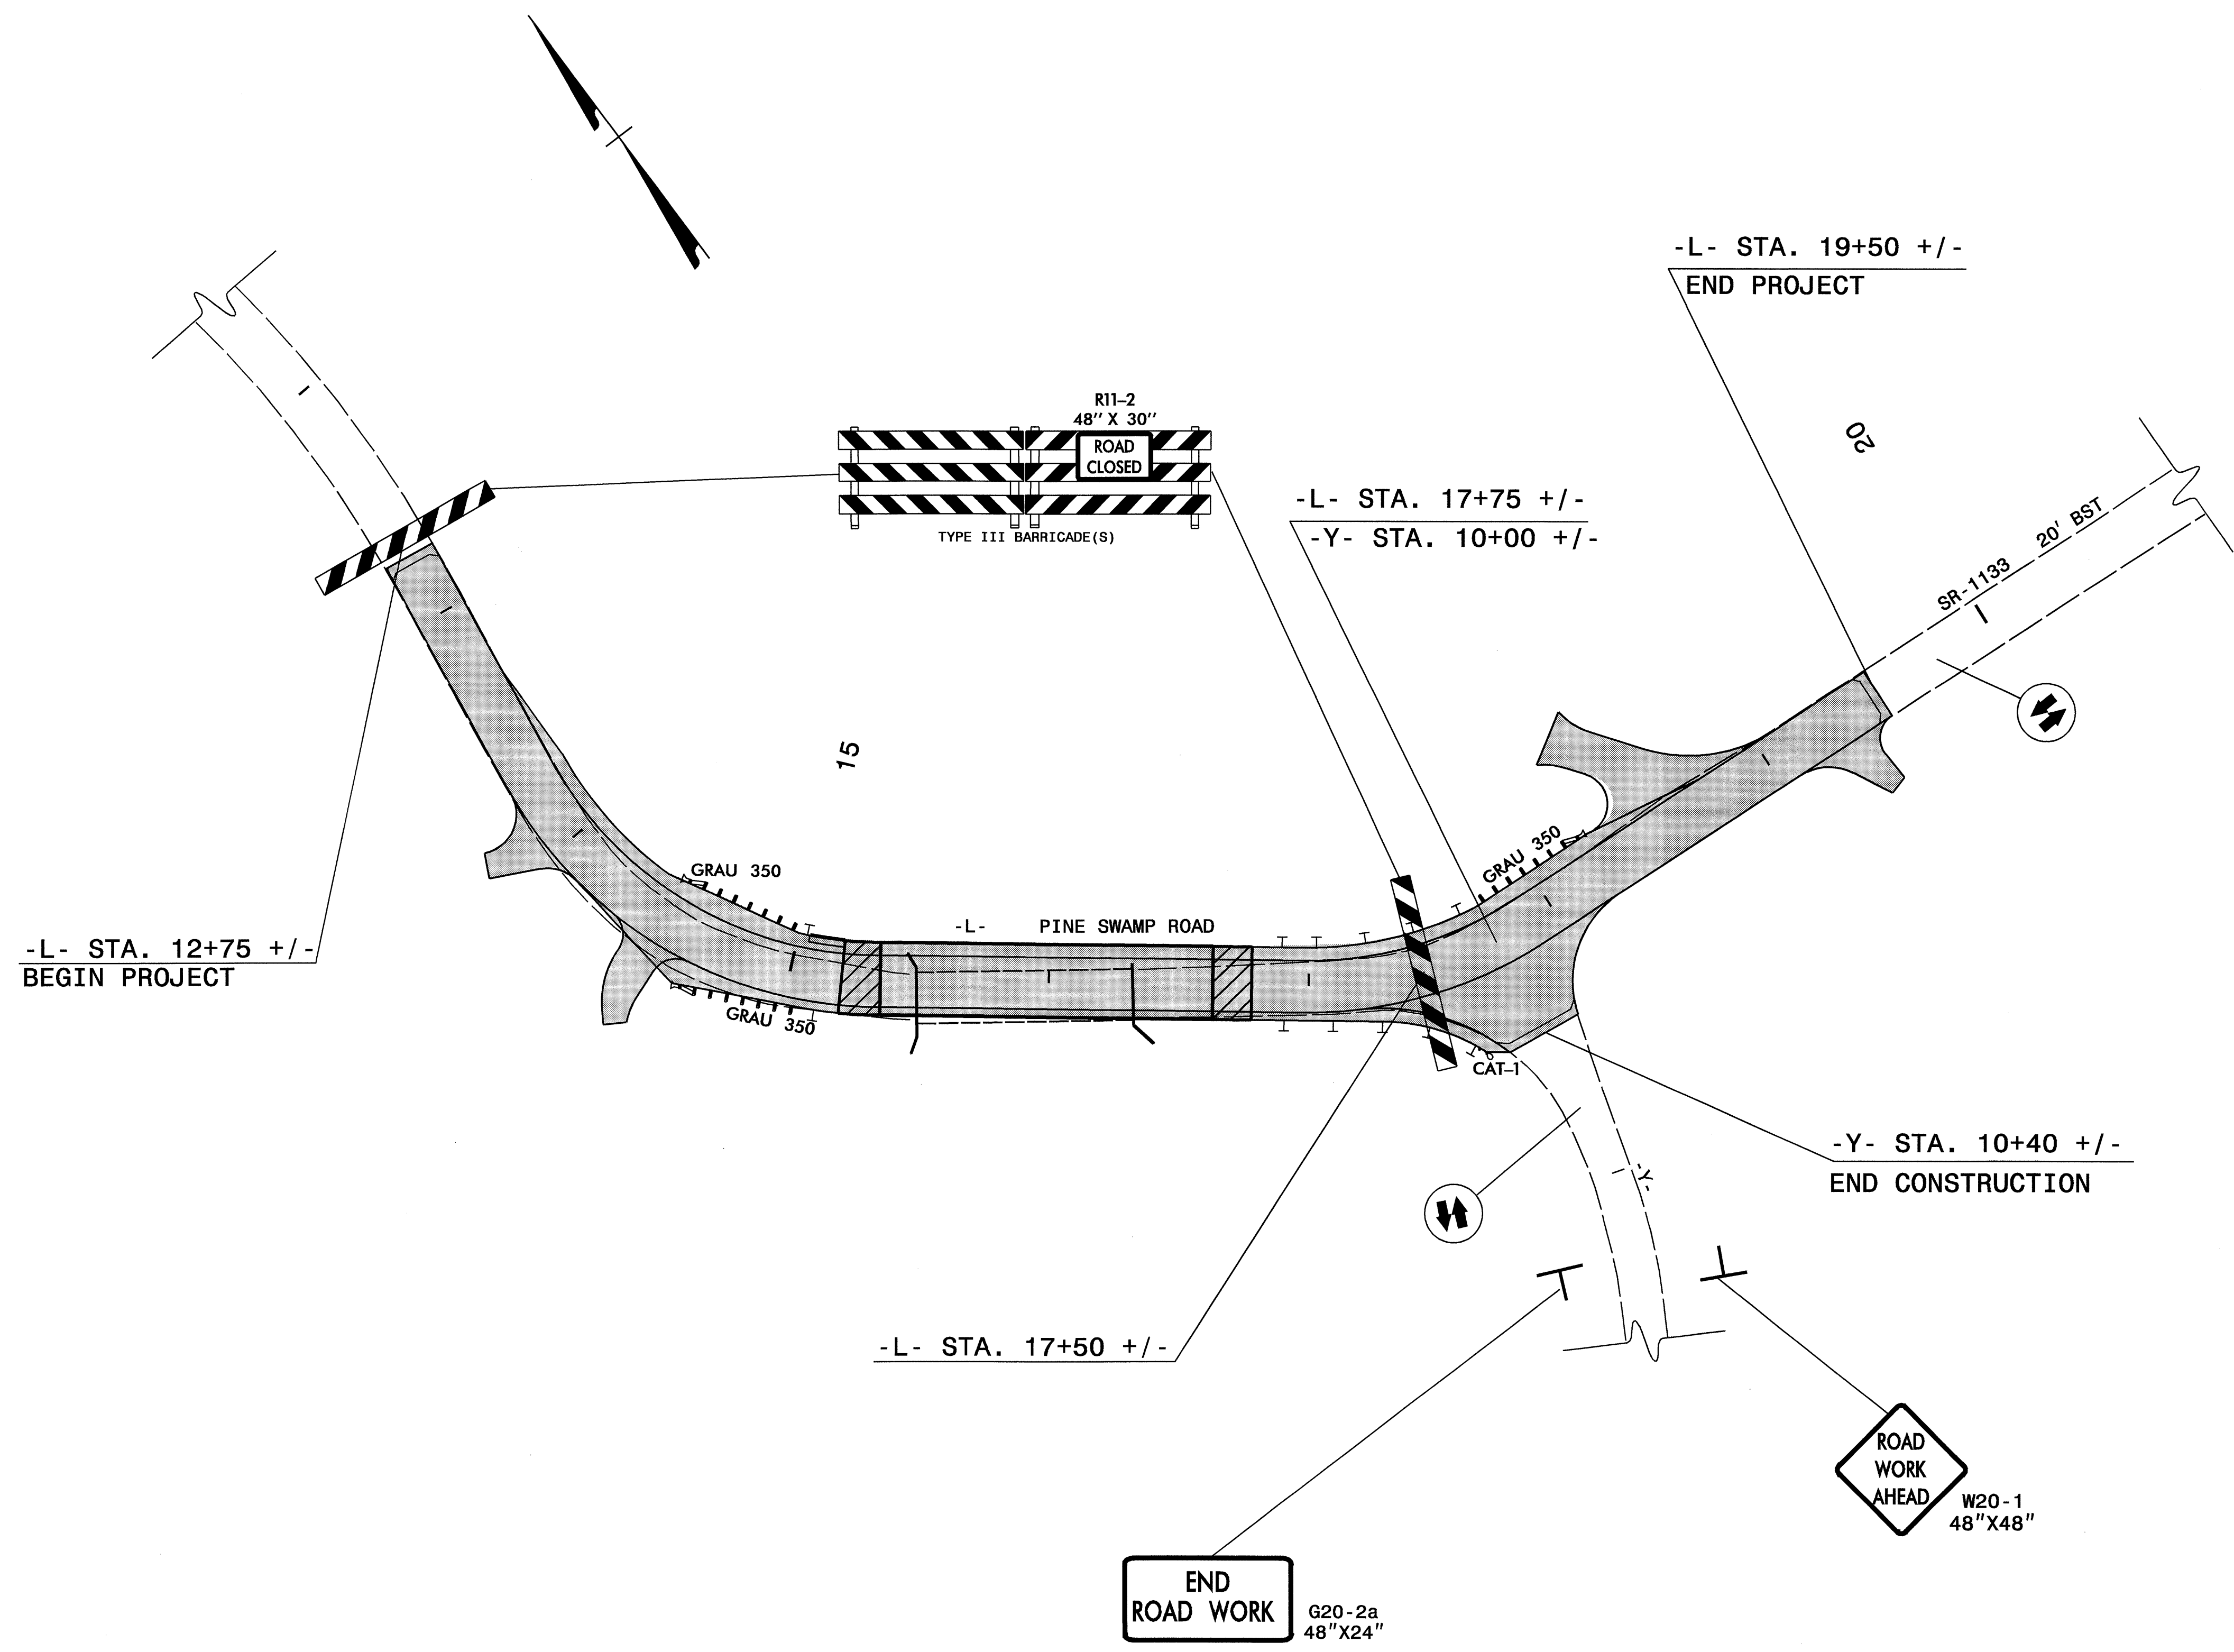 -L- STA. 19+50 +/-
END PROJECT
R11-2
48" X 30"
ROAD
CLOSED
TYPE III BARRICADE(S)
20
-L- STA. 17+75 +/-
-Y- STA. 10+00 +/-
SR-1133 20' BST
15
GRAU 350
GRAU 350
-L- PINE SWAMP ROAD
-L- STA. 12+75 +/-
BEGIN PROJECT
GRAU 350
CAT-1
-Y- STA. 10+40 +/-
END CONSTRUCTION
-Y-
-L- STA. 17+50 +/-
ROAD
WORK
AHEAD
W20-1
48"X48"
END
ROAD WORK
G20-2a
48"X24"